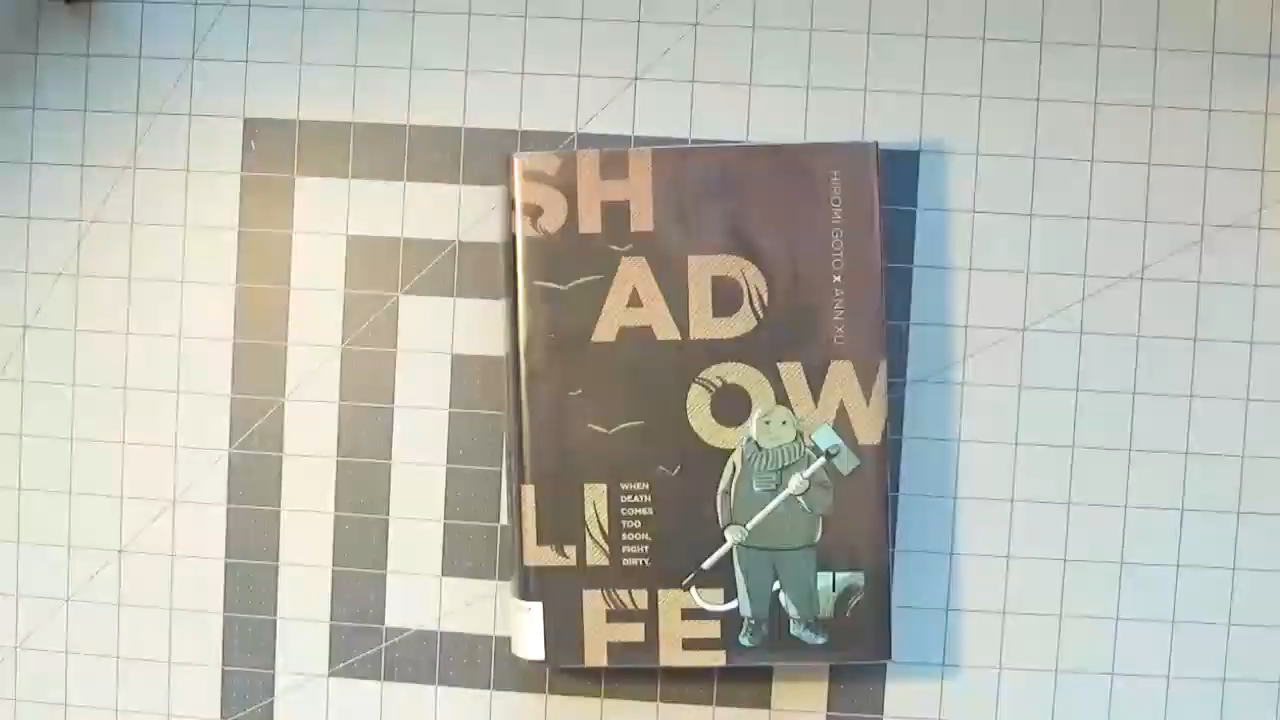 SH
AD
OW
LI
FE
WHEN
DEATH
COMES
TOO
SOON,
FIGHT
DIRTY.
HIROMI GOTO x ANN XU